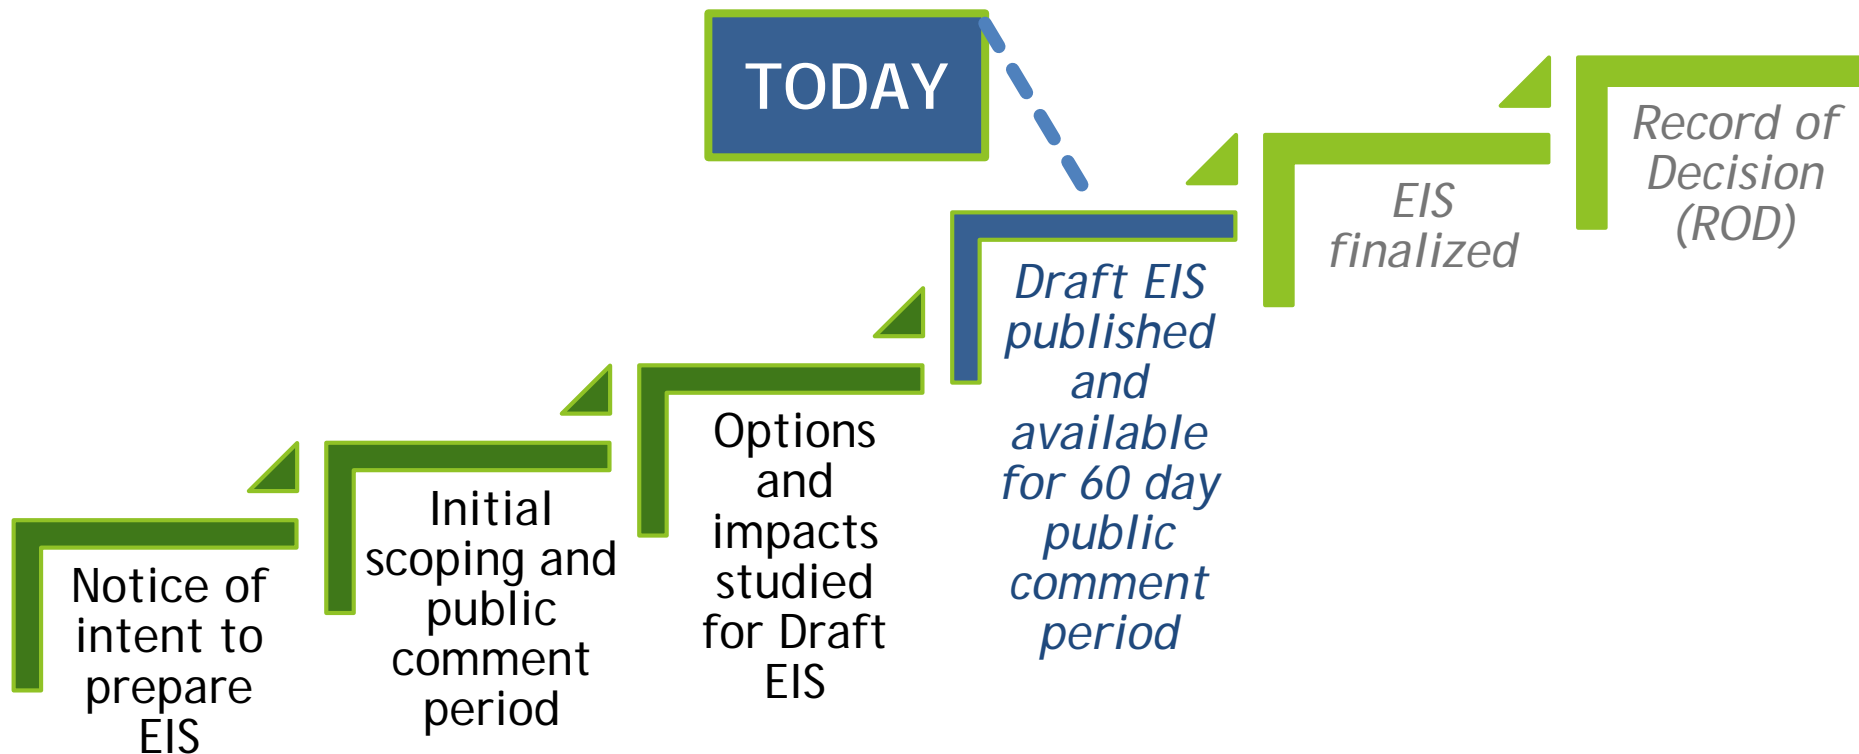 TODAY
Notice of
intent to
prepare
EIS
Initial
scoping and
public
comment
period
Options
and
impacts
studied
for Draft
EIS
Draft EIS
published
and
available
for 60 day
public
comment
period
EIS
finalized
Record of
Decision
(ROD)